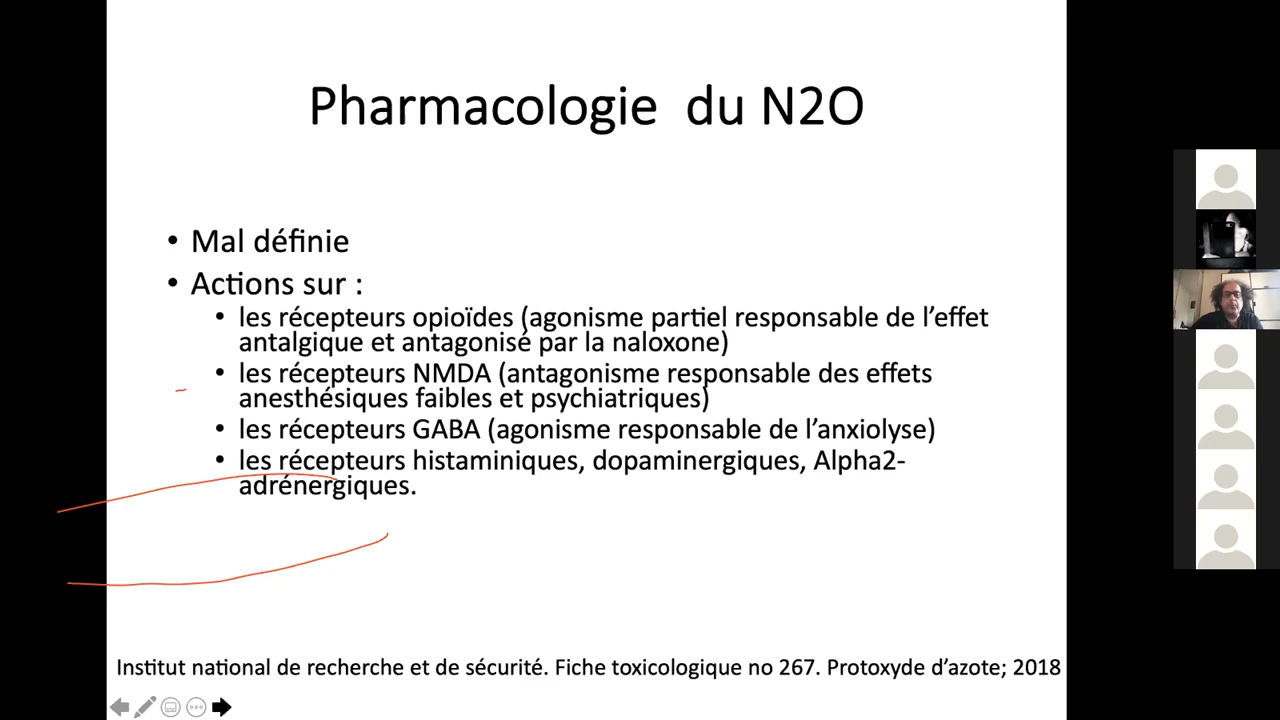 Pharmacologie du N2O
• Mal définie
• Actions sur :
• les récepteurs opioïdes (agonisme partiel responsable de l’effet
antalgique et antagonisé par la naloxone)
• les récepteurs NMDA (antagonisme responsable des effets
anesthésiques faibles et psychiatriques)
• les récepteurs GABA (agonisme responsable de l’anxiolyse)
• les récepteurs histaminiques, dopaminergiques, Alpha2-
adrénergiques.
Institut national de recherche et de sécurité. Fiche toxicologique no 267. Protoxyde d’azote; 2018